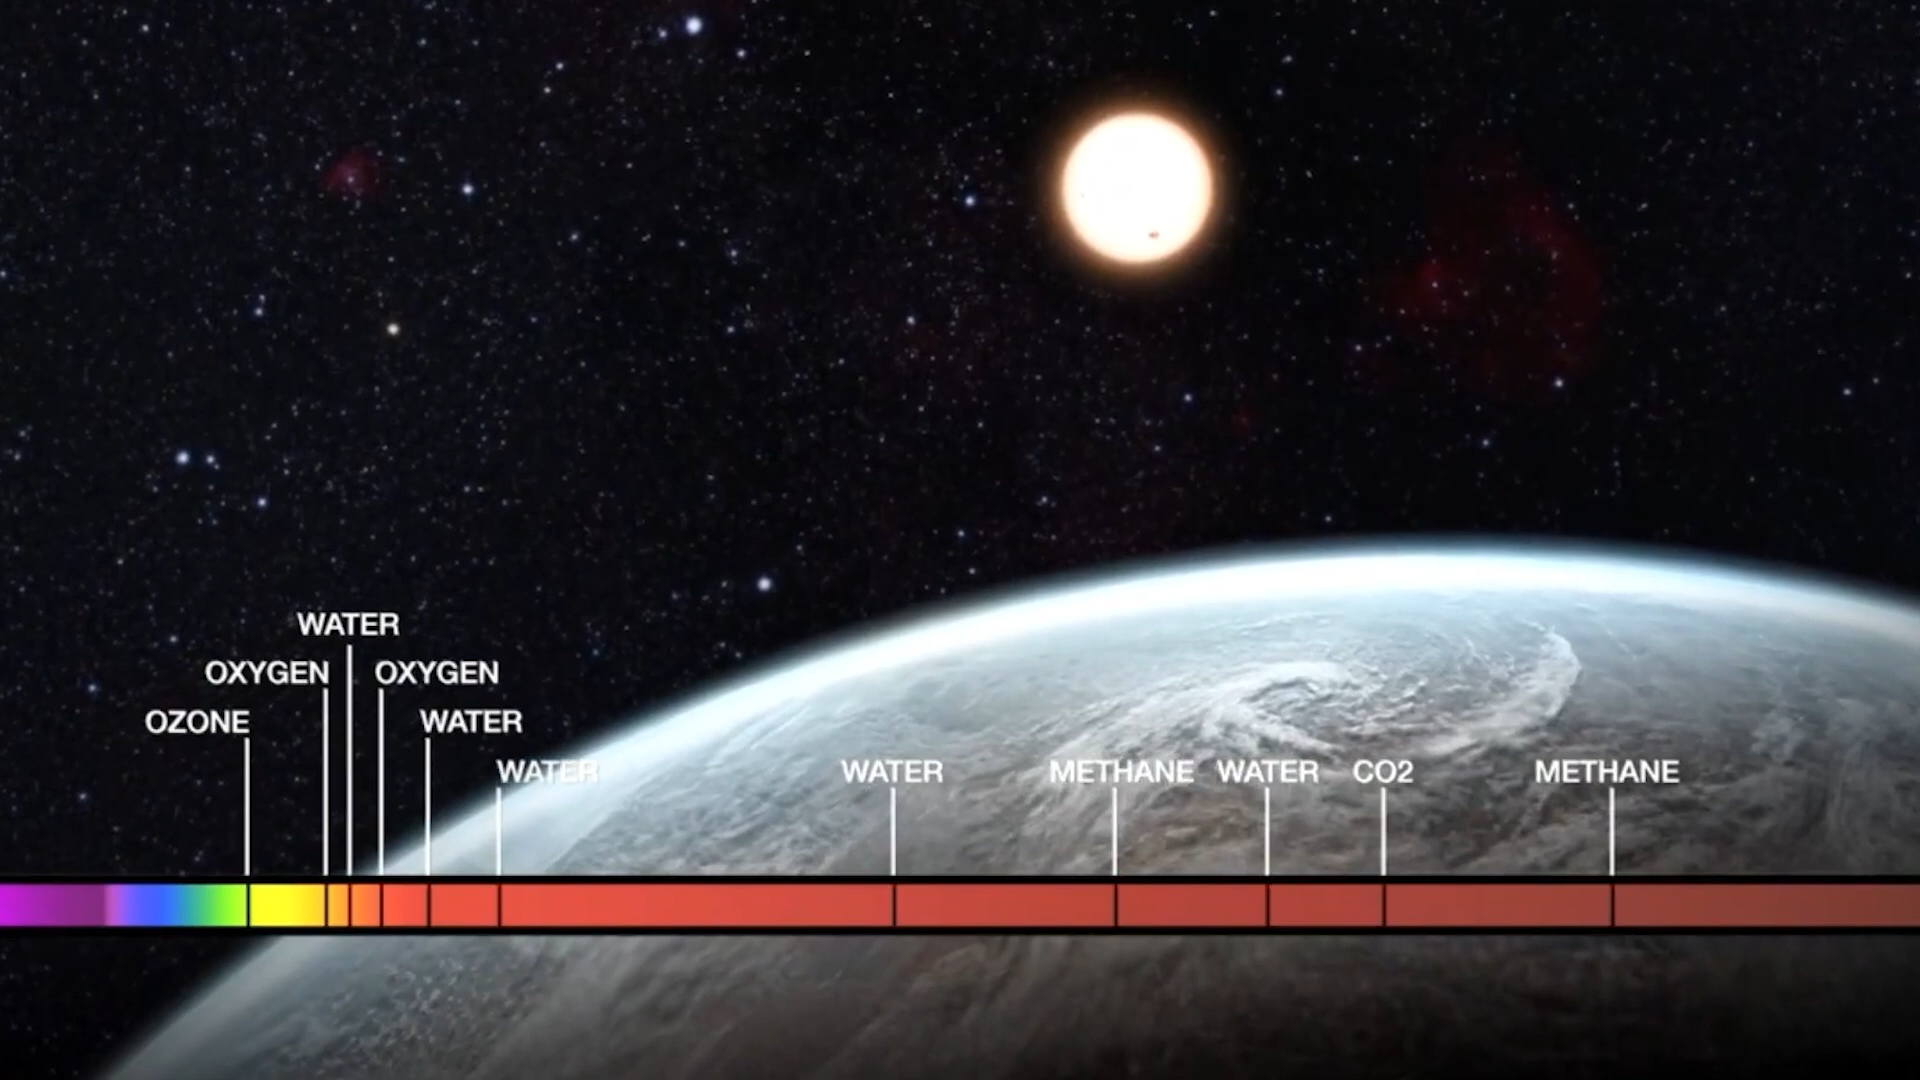 WATER
OXYGEN OXYGEN
OZONE WATER
WATER WATER METHANE WATER CO2 METHANE